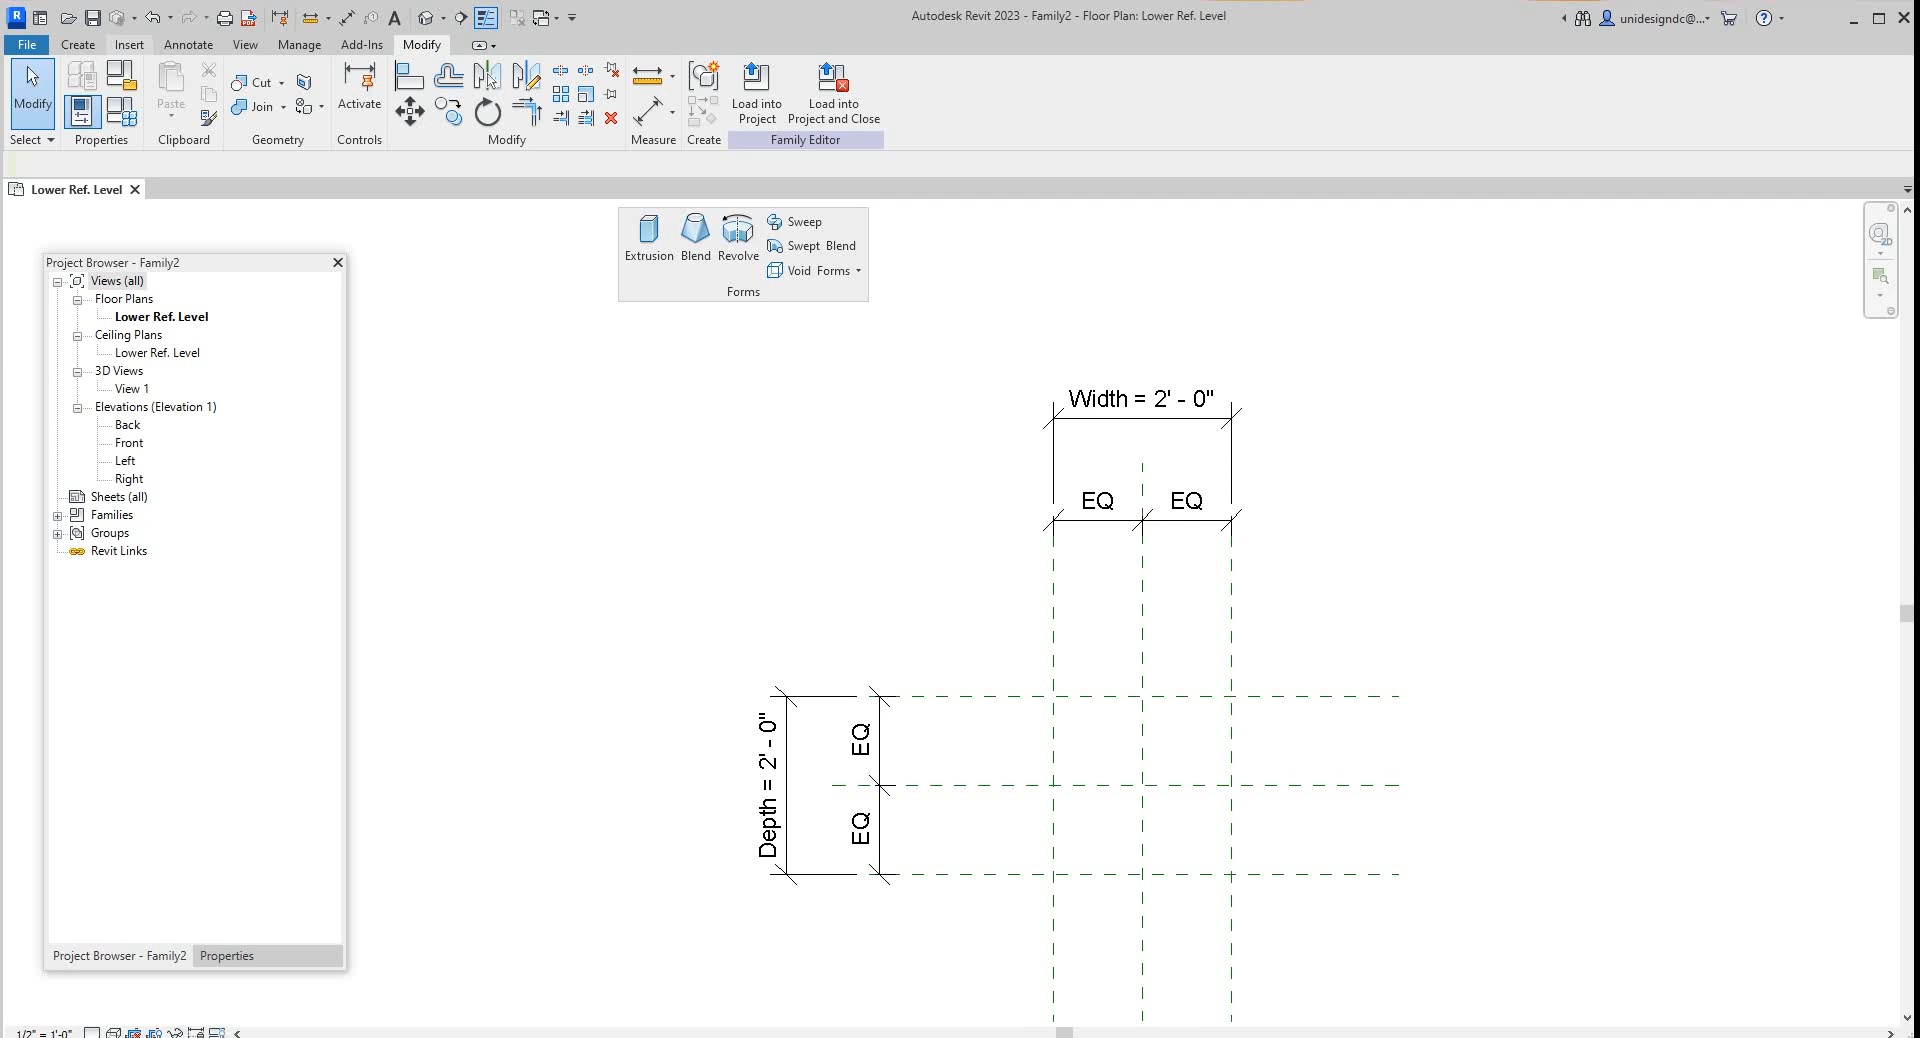 Autodesk Revit 2023 - Family2 - Floor Plan: Lower Ref. Level
unidesigndc@...
File Create Insert Annotate View Manage Add-Ins Modify
Modify
Paste
Cut
Join
Activate
Load into
Project
Load into
Project and Close
Select Properties Clipboard Geometry Controls Modify Measure Create Family Editor
Lower Ref. Level
Extrusion Blend Revolve
Sweep
Swept Blend
Void Forms
Forms
Project Browser - Family2
Views (all)
Floor Plans
Lower Ref. Level
Ceiling Plans
Lower Ref. Level
3D Views
View 1
Elevations (Elevation 1)
Back
Front
Left
Right
Sheets (all)
Families
Groups
Revit Links
Project Browser - Family2 Properties
Width = 2' - 0"
EQ EQ
Depth = 2' - 0"
EQ
EQ
2D
1/2" = 1'-0"